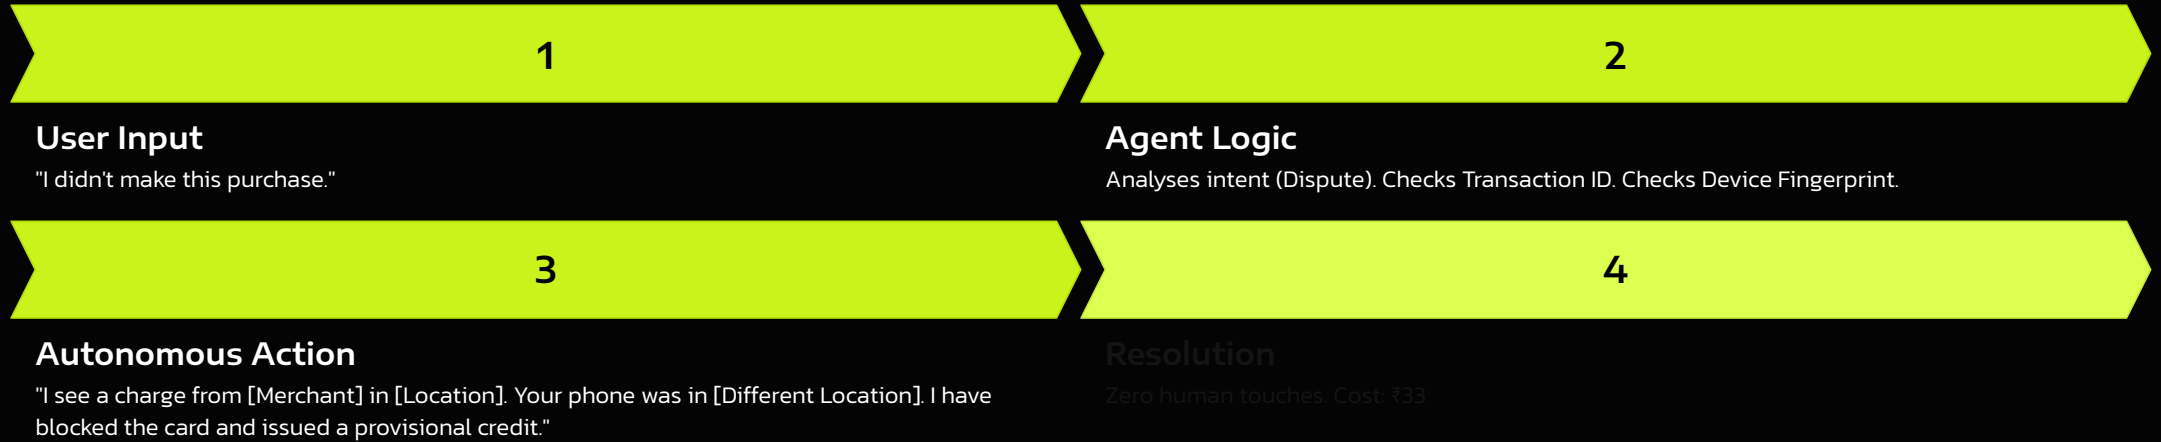 1
2
User Input
"I didn't make this purchase."
Agent Logic
Analyses intent (Dispute). Checks Transaction ID. Checks Device Fingerprint.
3
4
Autonomous Action
"I see a charge from [Merchant] in [Location]. Your phone was in [Different Location]. I have
blocked the card and issued a provisional credit."
Resolution
Zero human touches. Cost: ₹33